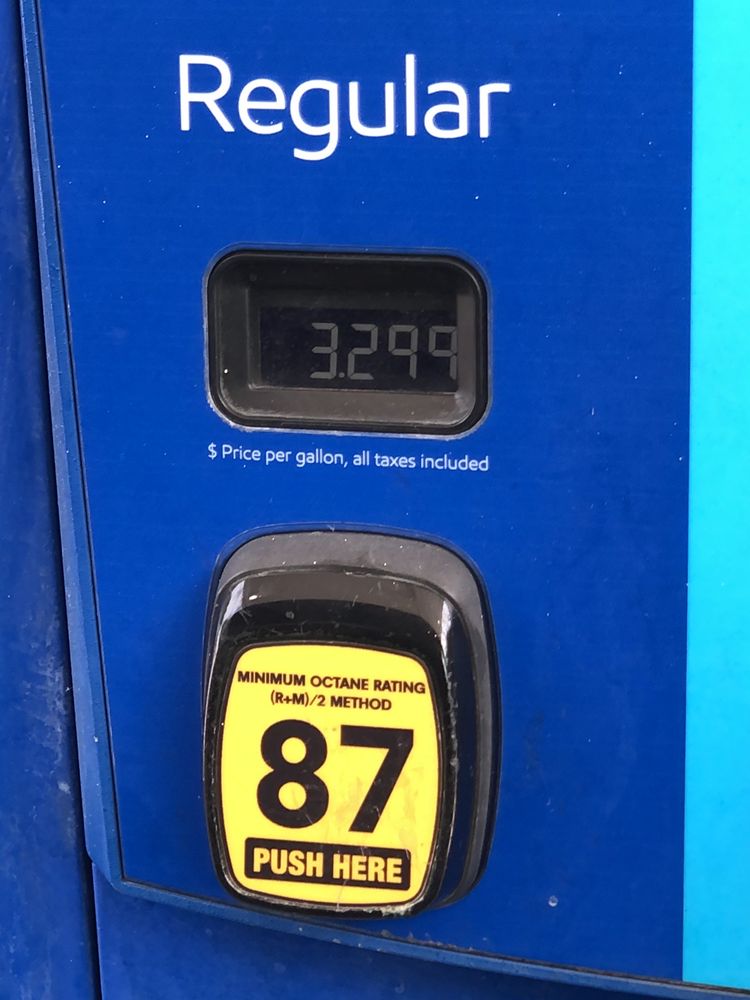 Regular
3.299
$ Price per gallon, all taxes included
MINIMUM OCTANE RATING
(R+M)/2 METHOD
87
PUSH HERE